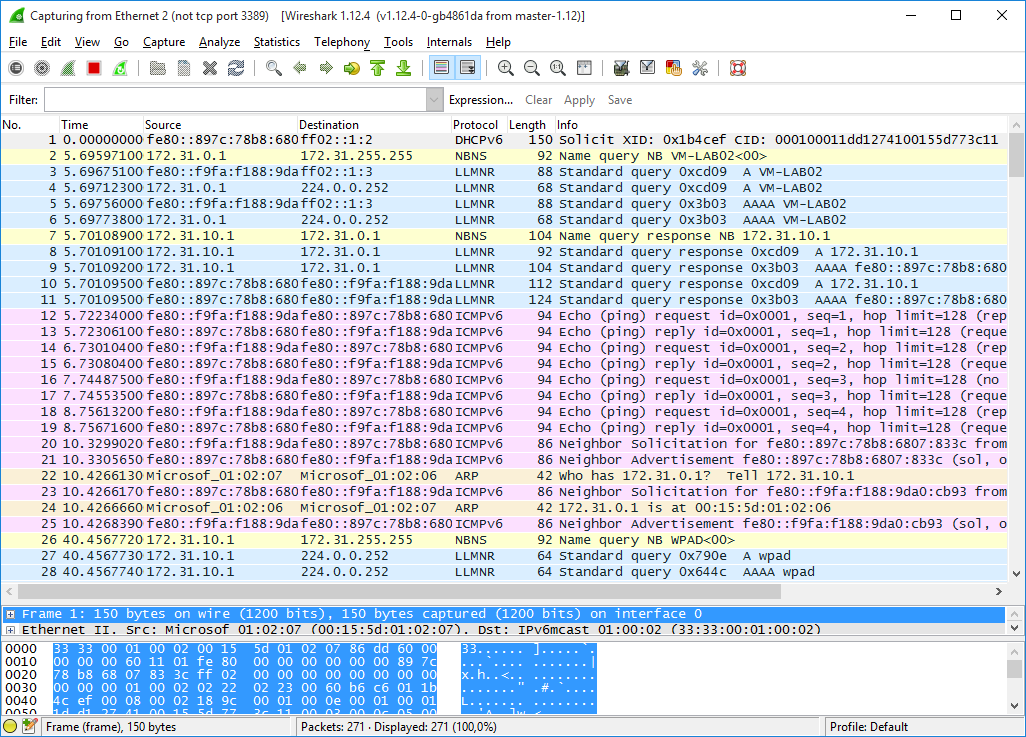 Capturing from Ethernet 2 (not tcp port 3389) [Wireshark 1.12.4 (v1.12.4-0-gb4861da from master-1.12)]
File Edit View Go Capture Analyze Statistics Telephony Tools Internals Help
Filter: Expression... Clear Apply Save
No. Time Source Destination Protocol Length Info
1 0.00000000 fe80::897c:78b8:680 ff02::1:2 DHCPv6 150 Solicit XID: 0x1b4cef CID: 000100011dd1274100155d773c11
2 5.69597100 172.31.0.1 172.31.255.255 NBNS 92 Name query NB VM-LAB02<00>
3 5.69675100 fe80::f9fa:f188:9da ff02::1:3 LLMNR 88 Standard query 0xcd09 A VM-LAB02
4 5.69712300 172.31.0.1 224.0.0.252 LLMNR 68 Standard query 0xcd09 A VM-LAB02
5 5.69756000 fe80::f9fa:f188:9da ff02::1:3 LLMNR 88 Standard query 0x3b03 AAAA VM-LAB02
6 5.69773800 172.31.0.1 224.0.0.252 LLMNR 68 Standard query 0x3b03 AAAA VM-LAB02
7 5.70108900 172.31.10.1 172.31.0.1 NBNS 104 Name query response NB 172.31.10.1
8 5.70109100 172.31.10.1 172.31.0.1 LLMNR 92 Standard query response 0xcd09 A 172.31.10.1
9 5.70109200 172.31.10.1 172.31.0.1 LLMNR 104 Standard query response 0x3b03 AAAA fe80::897c:78b8:680
10 5.70109500 fe80::897c:78b8:680 fe80::f9fa:f188:9da LLMNR 112 Standard query response 0xcd09 A 172.31.10.1
11 5.70109500 fe80::897c:78b8:680 fe80::f9fa:f188:9da LLMNR 124 Standard query response 0x3b03 AAAA fe80::897c:78b8:680
12 5.72234000 fe80::f9fa:f188:9da fe80::897c:78b8:680 ICMPv6 94 Echo (ping) request id=0x0001, seq=1, hop limit=128 (rep
13 5.72306100 fe80::897c:78b8:680 fe80::f9fa:f188:9da ICMPv6 94 Echo (ping) reply id=0x0001, seq=1, hop limit=128 (reque
14 6.73010400 fe80::f9fa:f188:9da fe80::897c:78b8:680 ICMPv6 94 Echo (ping) request id=0x0001, seq=2, hop limit=128 (rep
15 6.73080400 fe80::897c:78b8:680 fe80::f9fa:f188:9da ICMPv6 94 Echo (ping) reply id=0x0001, seq=2, hop limit=128 (reque
16 7.74487500 fe80::f9fa:f188:9da fe80::897c:78b8:680 ICMPv6 94 Echo (ping) request id=0x0001, seq=3, hop limit=128 (no
17 7.74553500 fe80::897c:78b8:680 fe80::f9fa:f188:9da ICMPv6 94 Echo (ping) reply id=0x0001, seq=3, hop limit=128 (reque
18 8.75613200 fe80::f9fa:f188:9da fe80::897c:78b8:680 ICMPv6 94 Echo (ping) request id=0x0001, seq=4, hop limit=128 (rep
19 8.75671600 fe80::897c:78b8:680 fe80::f9fa:f188:9da ICMPv6 94 Echo (ping) reply id=0x0001, seq=4, hop limit=128 (reque
20 10.3299020 fe80::f9fa:f188:9da fe80::897c:78b8:680 ICMPv6 86 Neighbor Solicitation for fe80::897c:78b8:6807:833c from
21 10.3305650 fe80::897c:78b8:680 fe80::f9fa:f188:9da ICMPv6 86 Neighbor Advertisement fe80::897c:78b8:6807:833c (sol, o
22 10.4266130 Microsof_01:02:07 Microsof_01:02:06 ARP 42 Who has 172.31.0.1? Tell 172.31.10.1
23 10.4266170 fe80::897c:78b8:680 fe80::f9fa:f188:9da ICMPv6 86 Neighbor Solicitation for fe80::f9fa:f188:9da0:cb93 from
24 10.4266660 Microsof_01:02:06 Microsof_01:02:07 ARP 42 172.31.0.1 is at 00:15:5d:01:02:06
25 10.4268390 fe80::f9fa:f188:9da fe80::897c:78b8:680 ICMPv6 86 Neighbor Advertisement fe80::f9fa:f188:9da0:cb93 (sol, o
26 40.4567720 172.31.10.1 172.31.255.255 NBNS 92 Name query NB WPAD<00>
27 40.4567730 172.31.10.1 224.0.0.252 LLMNR 64 Standard query 0x790e A wpad
28 40.4567740 172.31.10.1 224.0.0.252 LLMNR 64 Standard query 0x644c AAAA wpad
Frame 1: 150 bytes on wire (1200 bits), 150 bytes captured (1200 bits) on interface 0
Ethernet II, Src: Microsof_01:02:07 (00:15:5d:01:02:07), Dst: IPv6mcast_01:00:02 (33:33:00:01:00:02)
0000 33 33 00 01 00 02 00 15 5d 01 02 07 86 dd 60 00 33...... ].....`.
0010 00 00 00 60 11 01 fe 80 00 00 00 00 00 00 89 7c ...`.... .......|
0020 78 b8 68 07 83 3c ff 02 00 00 00 00 00 00 00 00 x.h..<.. ........
0030 00 00 00 01 00 02 02 22 02 23 00 60 b6 c6 01 1b ......." .#.`....
0040 4c ef 00 08 00 02 18 9c 00 01 00 0e 00 01 00 01 L....... ........
0050 1d d1 27 41 00 15 5d 77 3c 11 00 03 00 0c 05 00 ..'A..]w <.......
Frame (frame), 150 bytes Packets: 271 · Displayed: 271 (100,0%) Profile: Default